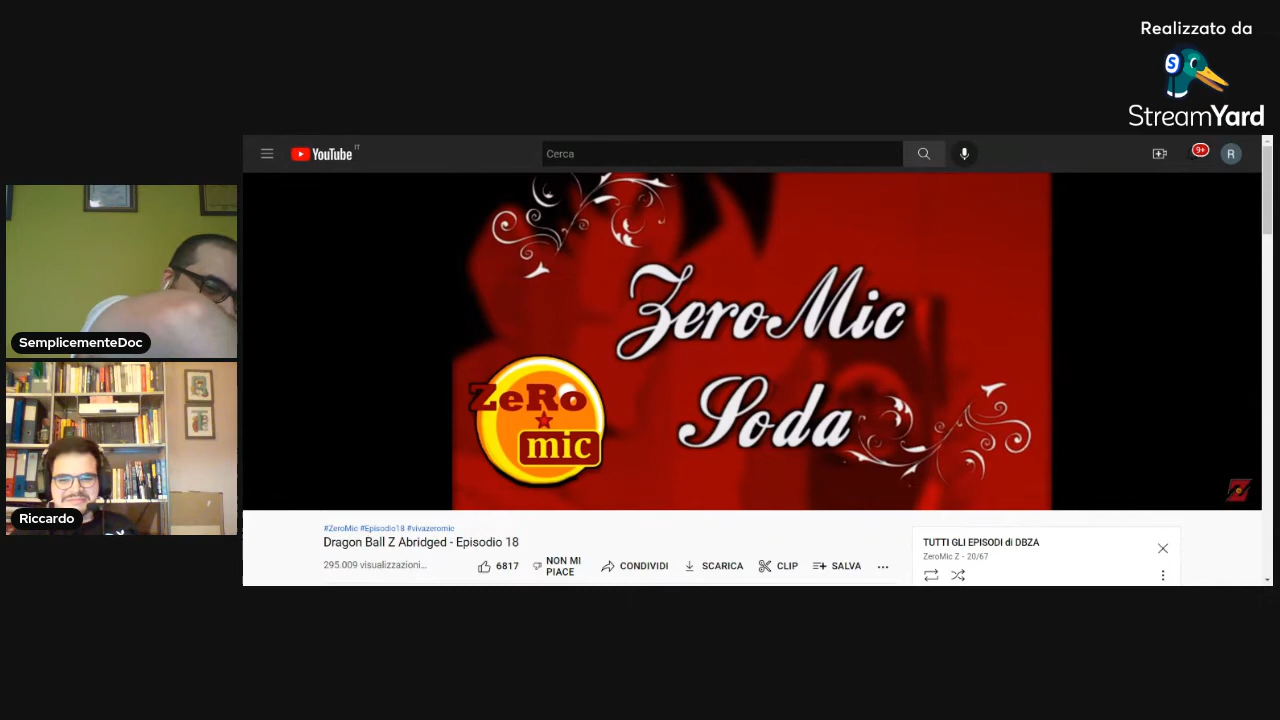 Realizzato da
StreamYard
YouTube IT
Cerca
9+
R
SemplicementeDoc
Riccardo
ZeroMic
Soda
ZeRo
mic
#ZeroMic #Episodio18 #vivazeromic
Dragon Ball Z Abridged - Episodio 18
295.009 visualizzazioni...
6817
NON MI
PIACE
CONDIVIDI
SCARICA
CLIP
SALVA
TUTTI GLI EPISODI di DBZA
ZeroMic Z - 20/67